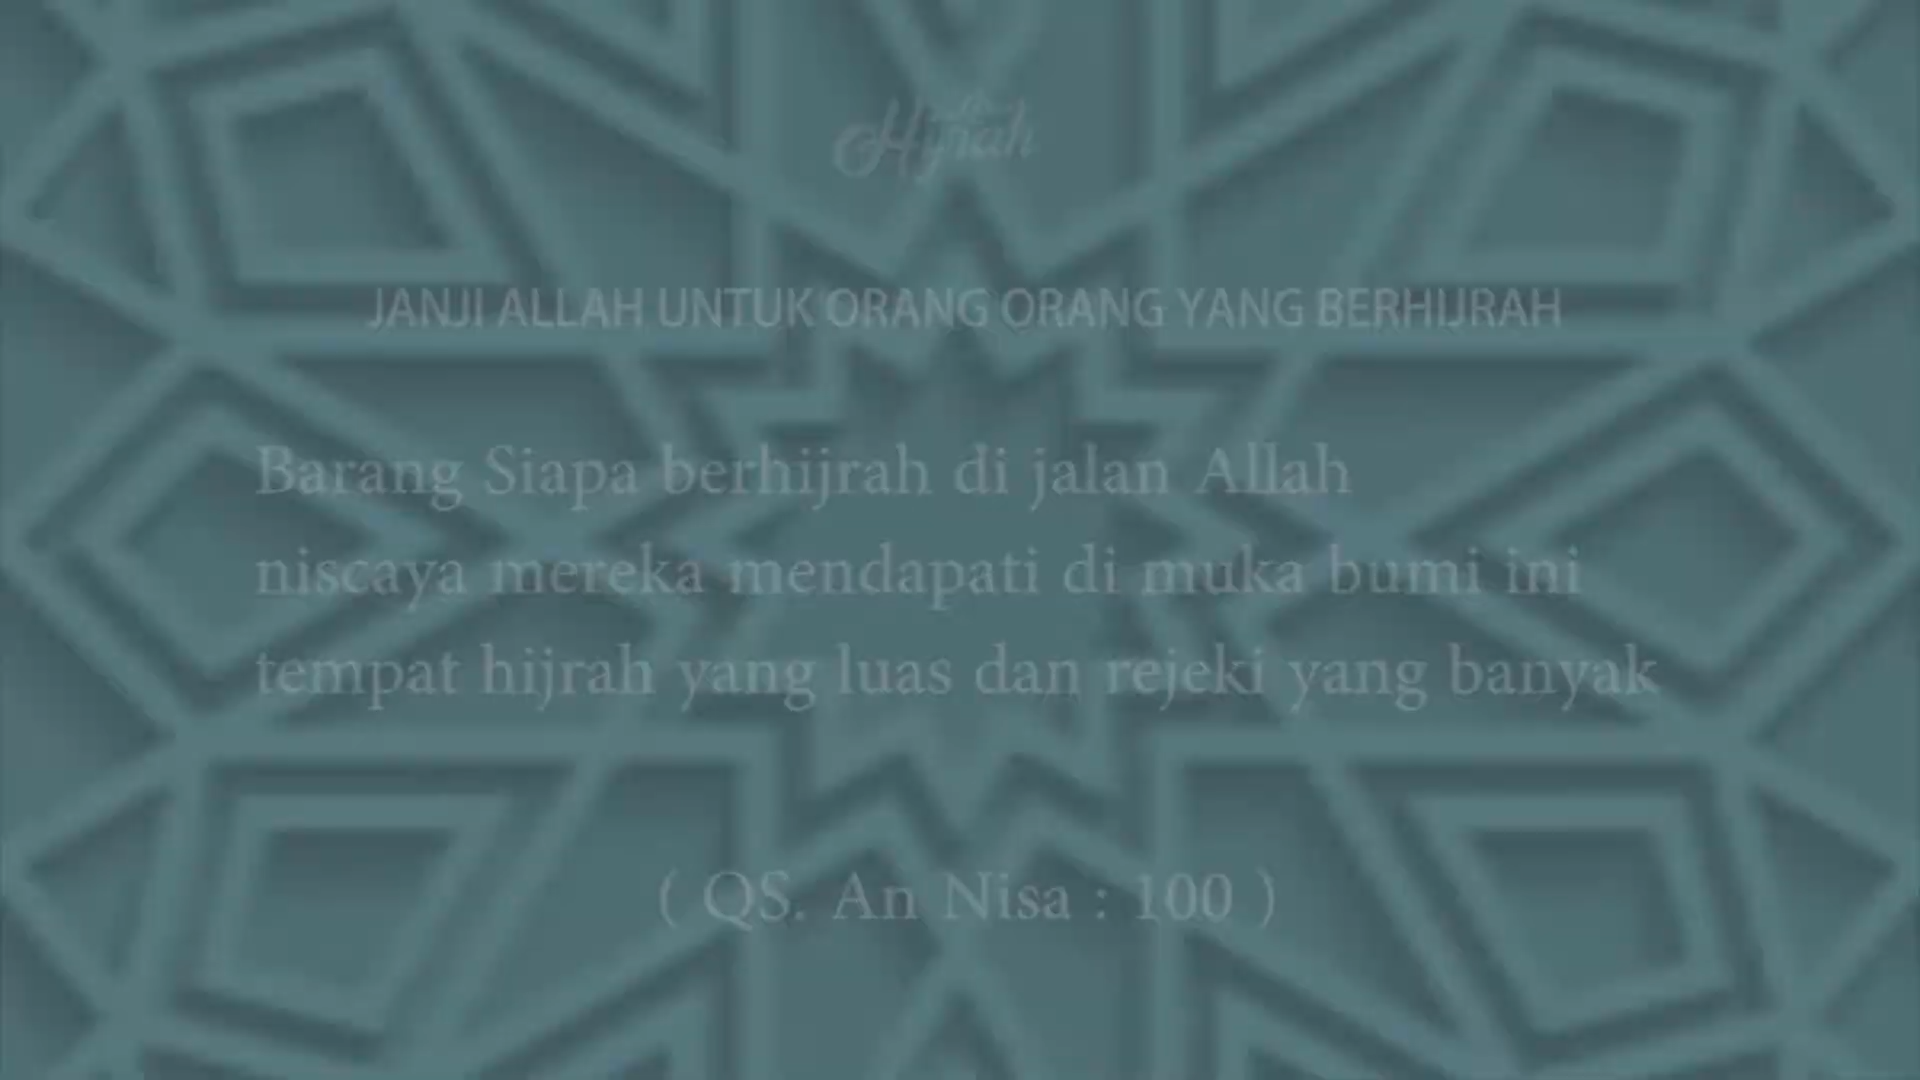 Hijrah
JANJI ALLAH UNTUK ORANG ORANG YANG BERHIJRAH
Barang Siapa berhijrah di jalan Allah
niscaya mereka mendapati di muka bumi ini
tempat hijrah yang luas dan rejeki yang banyak
( QS. An Nisa : 100 )